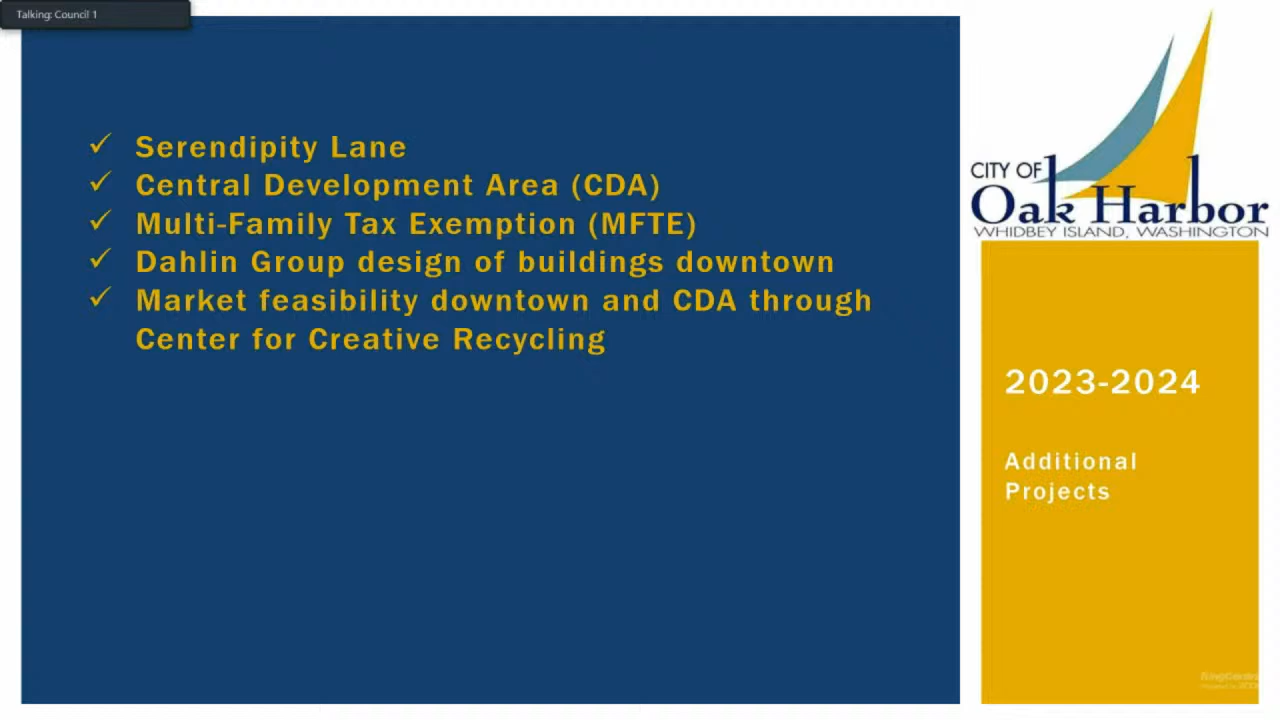 Talking: Council 1
✓ Serendipity Lane
✓ Central Development Area (CDA)
✓ Multi-Family Tax Exemption (MFTE)
✓ Dahlin Group design of buildings downtown
✓ Market feasibility downtown and CDA through
Center for Creative Recycling
CITY OF
Oak Harbor
WHIDBEY ISLAND, WASHINGTON
2023-2024
Additional
Projects